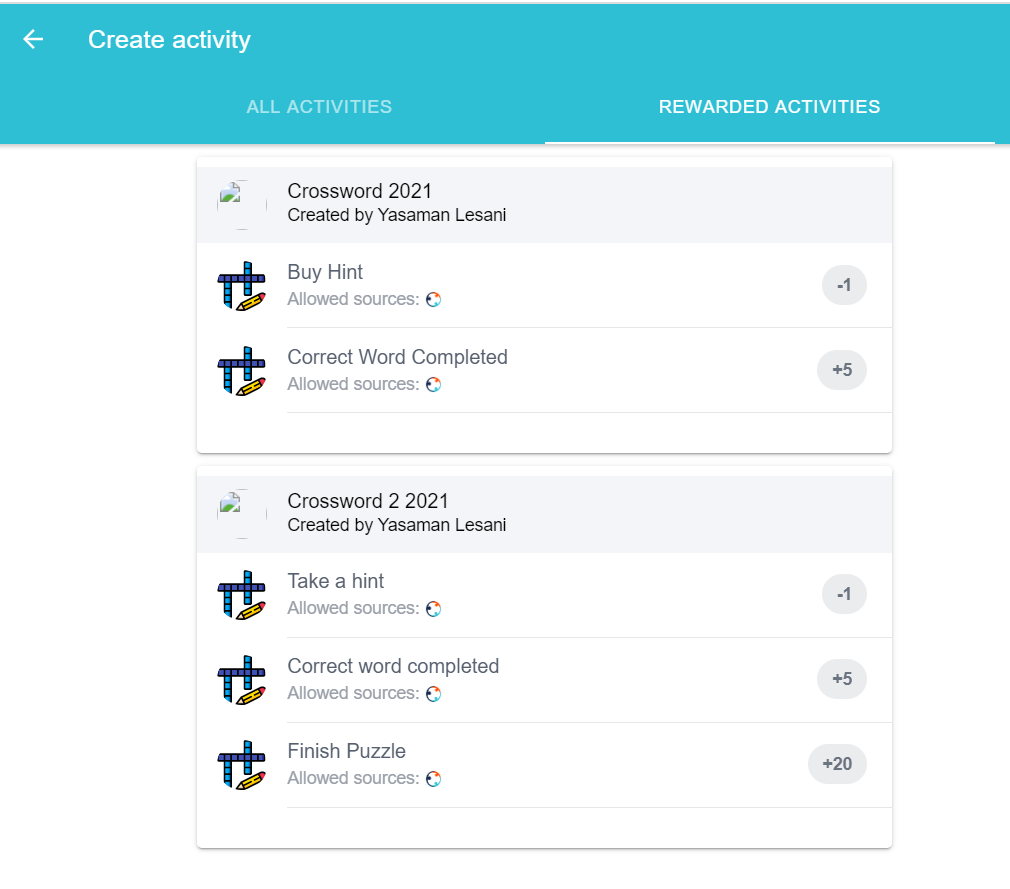 Create activity
ALL ACTIVITIES
REWARDED ACTIVITIES
Crossword 2021
Created by Yasaman Lesani
Buy Hint
-1
Allowed sources:
Correct Word Completed
+5
Allowed sources:
Crossword 2 2021
Created by Yasaman Lesani
Take a hint
-1
Allowed sources:
Correct word completed
+5
Allowed sources:
Finish Puzzle
+20
Allowed sources: